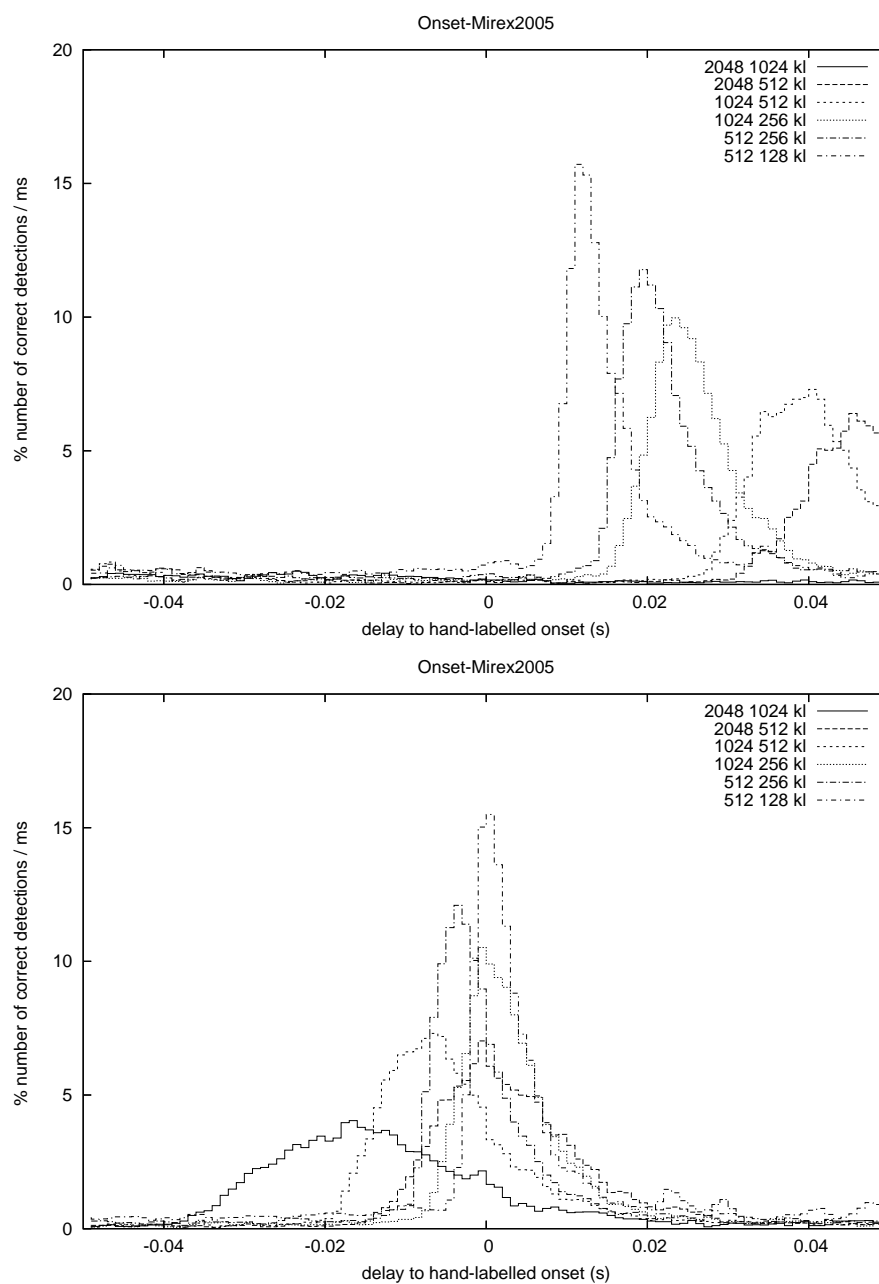 Onset-Mirex2005
20
15
10
5
0
% number of correct detections / ms
2048 1024 kl
2048 512 kl
1024 512 kl
1024 256 kl
512 256 kl
512 128 kl
-0.04 -0.02 0 0.02 0.04
delay to hand-labelled onset (s)
Onset-Mirex2005
20
15
10
5
0
% number of correct detections / ms
2048 1024 kl
2048 512 kl
1024 512 kl
1024 256 kl
512 256 kl
512 128 kl
-0.04 -0.02 0 0.02 0.04
delay to hand-labelled onset (s)